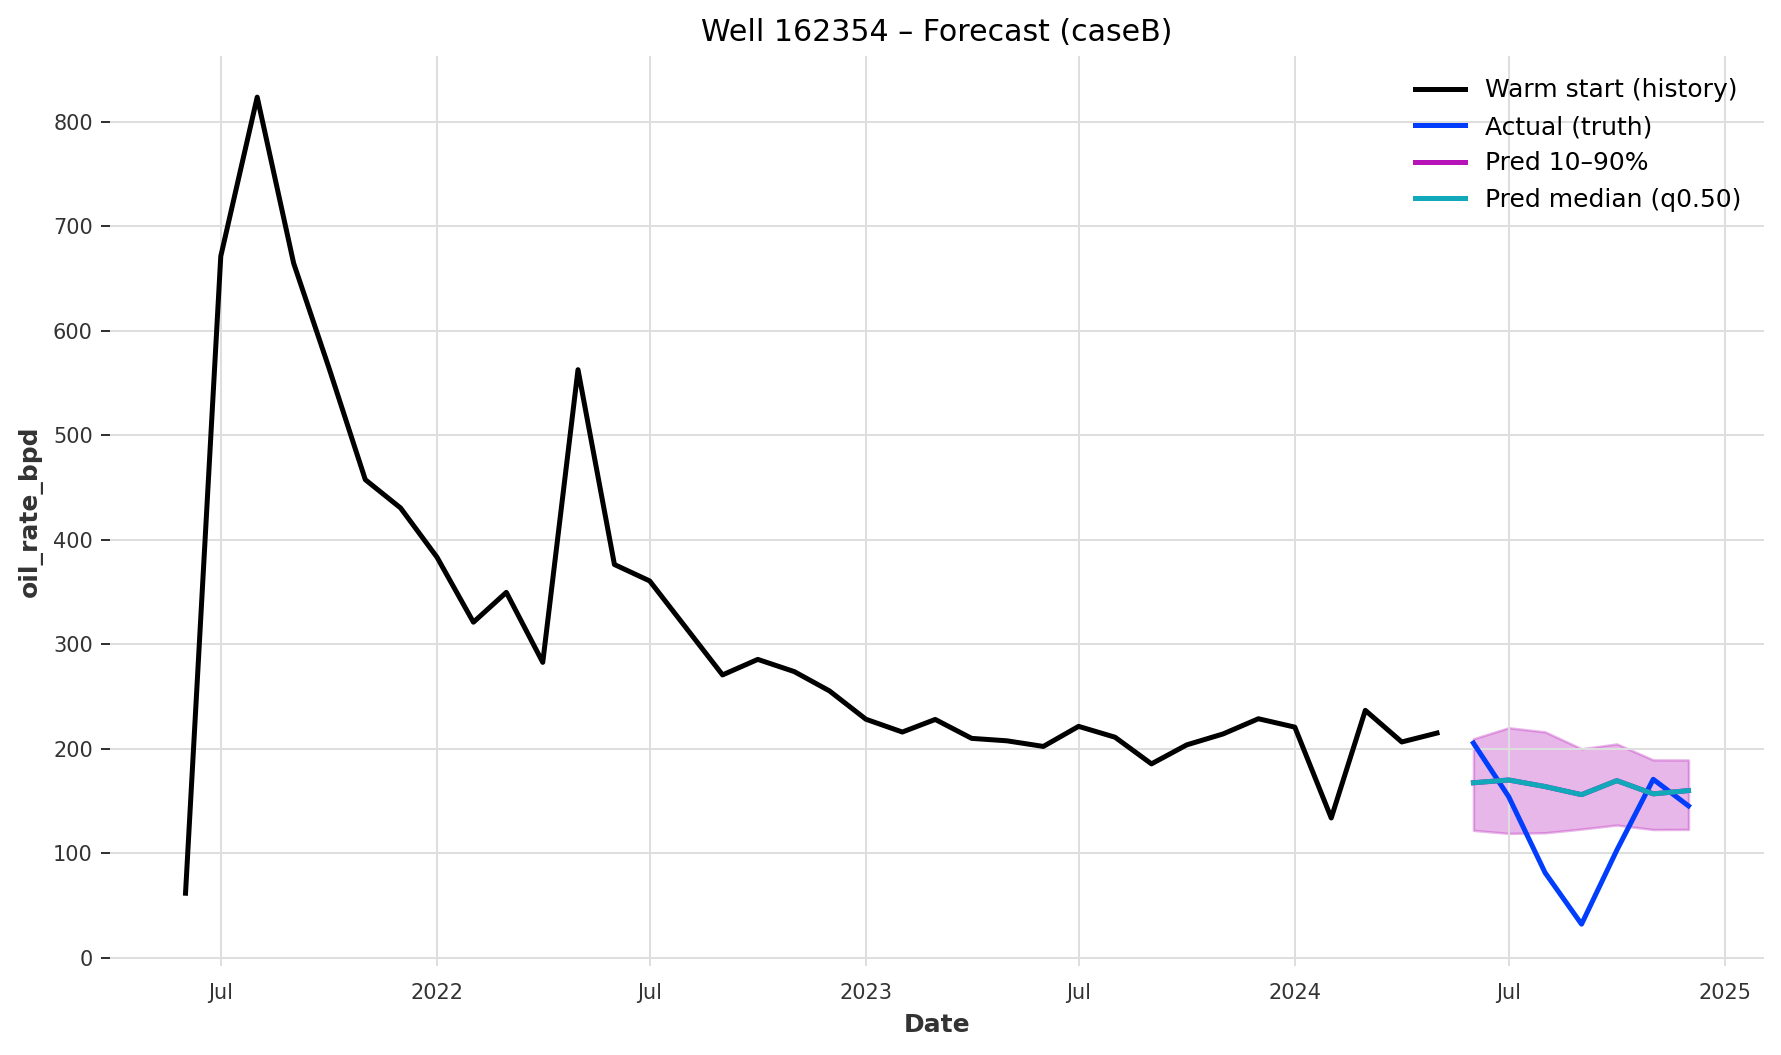 Well 162354 – Forecast (caseB)
Warm start (history)
Actual (truth)
Pred 10–90%
Pred median (q0.50)
oil_rate_bpd
800
700
600
500
400
300
200
100
0
Jul 2022 Jul 2023 Jul 2024 Jul 2025
Date